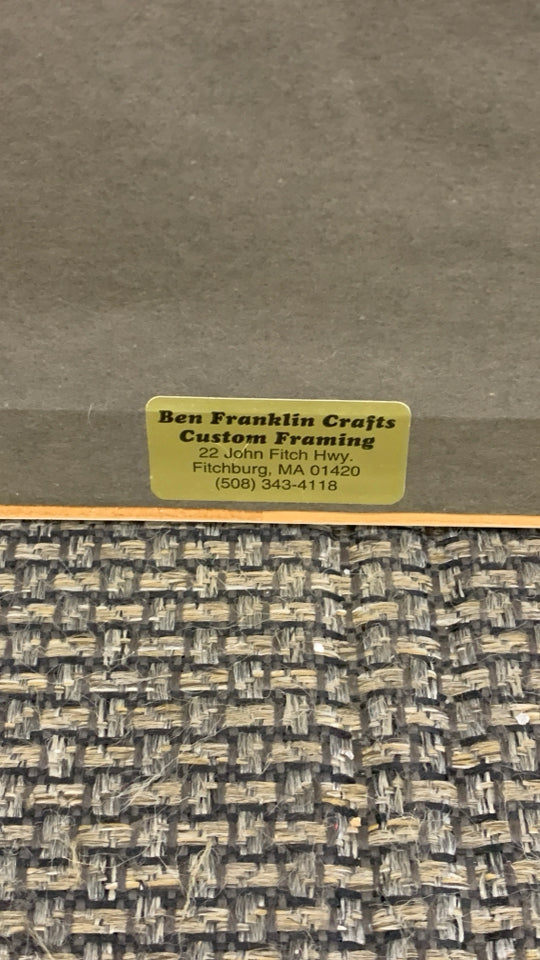 Ben Franklin Crafts
Custom Framing
22 John Fitch Hwy.
Fitchburg, MA 01420
(508) 343-4118